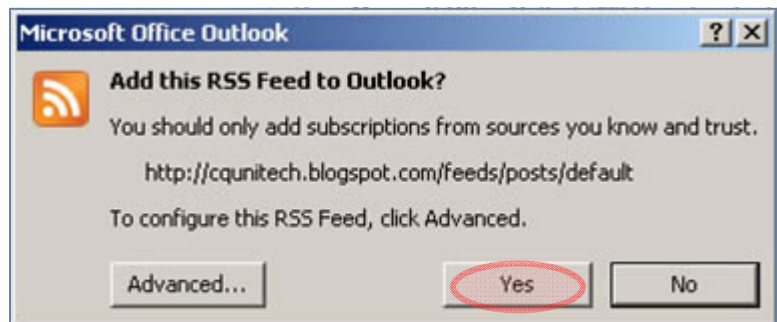 Microsoft Office Outlook
Add this RSS Feed to Outlook?
You should only add subscriptions from sources you know and trust.
http://cqunitech.blogspot.com/feeds/posts/default
To configure this RSS Feed, click Advanced.
Advanced... Yes No